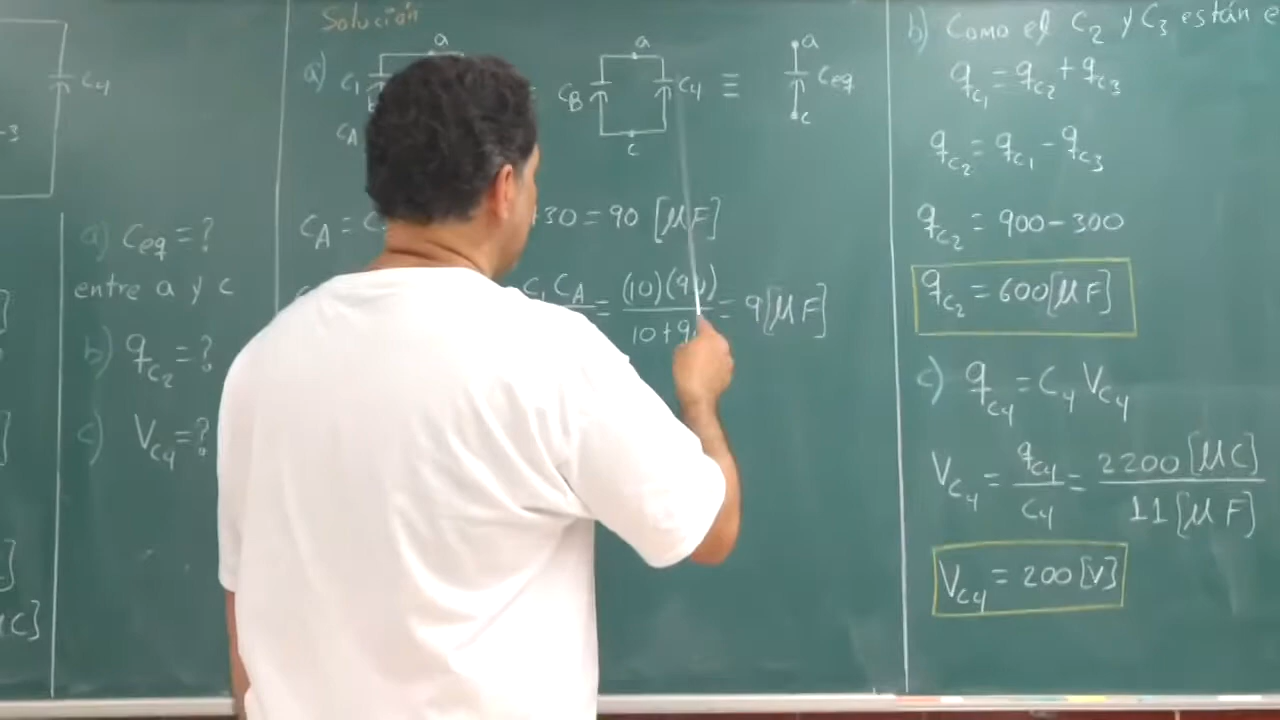 C4
-3
a) Ceq = ?
entre a y c
b) qC2 = ?
c) VC4 = ?
]
]
]
C]
Solución
a) C1 a
CA
= CB a C4 c ≡ a Ceq c
CA = C +30 = 90 [μF]
C1 CA = (10)(90) = 9[μF]
10+9
b) Como el C2 y C3 están e
qC1 = qC2 + qC3
qC2 = qC1 - qC3
qC2 = 900 - 300
qC2 = 600[μF]
c) qC4 = C4 VC4
VC4 = qC4 = 2200 [μC]
C4 11 [μF]
VC4 = 200 [V]